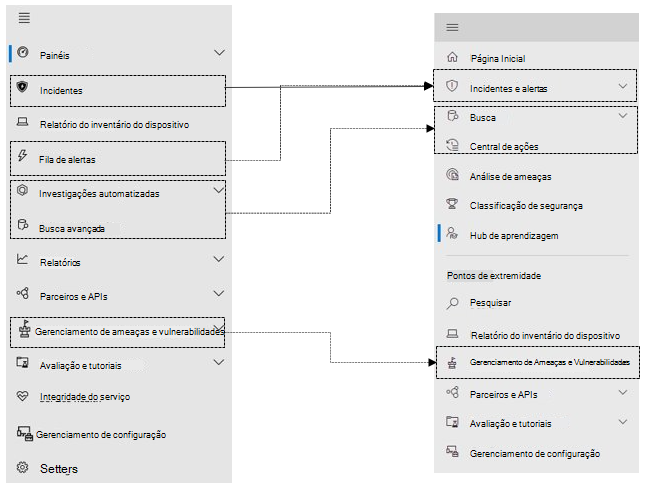 Painéis
Incidentes
Relatório do inventário do dispositivo
Fila de alertas
Investigações automatizadas
Busca avançada
Relatórios
Parceiros e APIs
Gerenciamento de ameaças e vulnerabilidades
Avaliação e tutoriais
Integridade do serviço
Gerenciamento de configuração
Setters
Página Inicial
Incidentes e alertas
Busca
Central de ações
Análise de ameaças
Classificação de segurança
Hub de aprendizagem
Pontos de extremidade
Pesquisar
Relatório do inventário do dispositivo
Gerenciamento de Ameaças e Vulnerabilidades
Parceiros e APIs
Avaliação e tutoriais
Gerenciamento de configuração